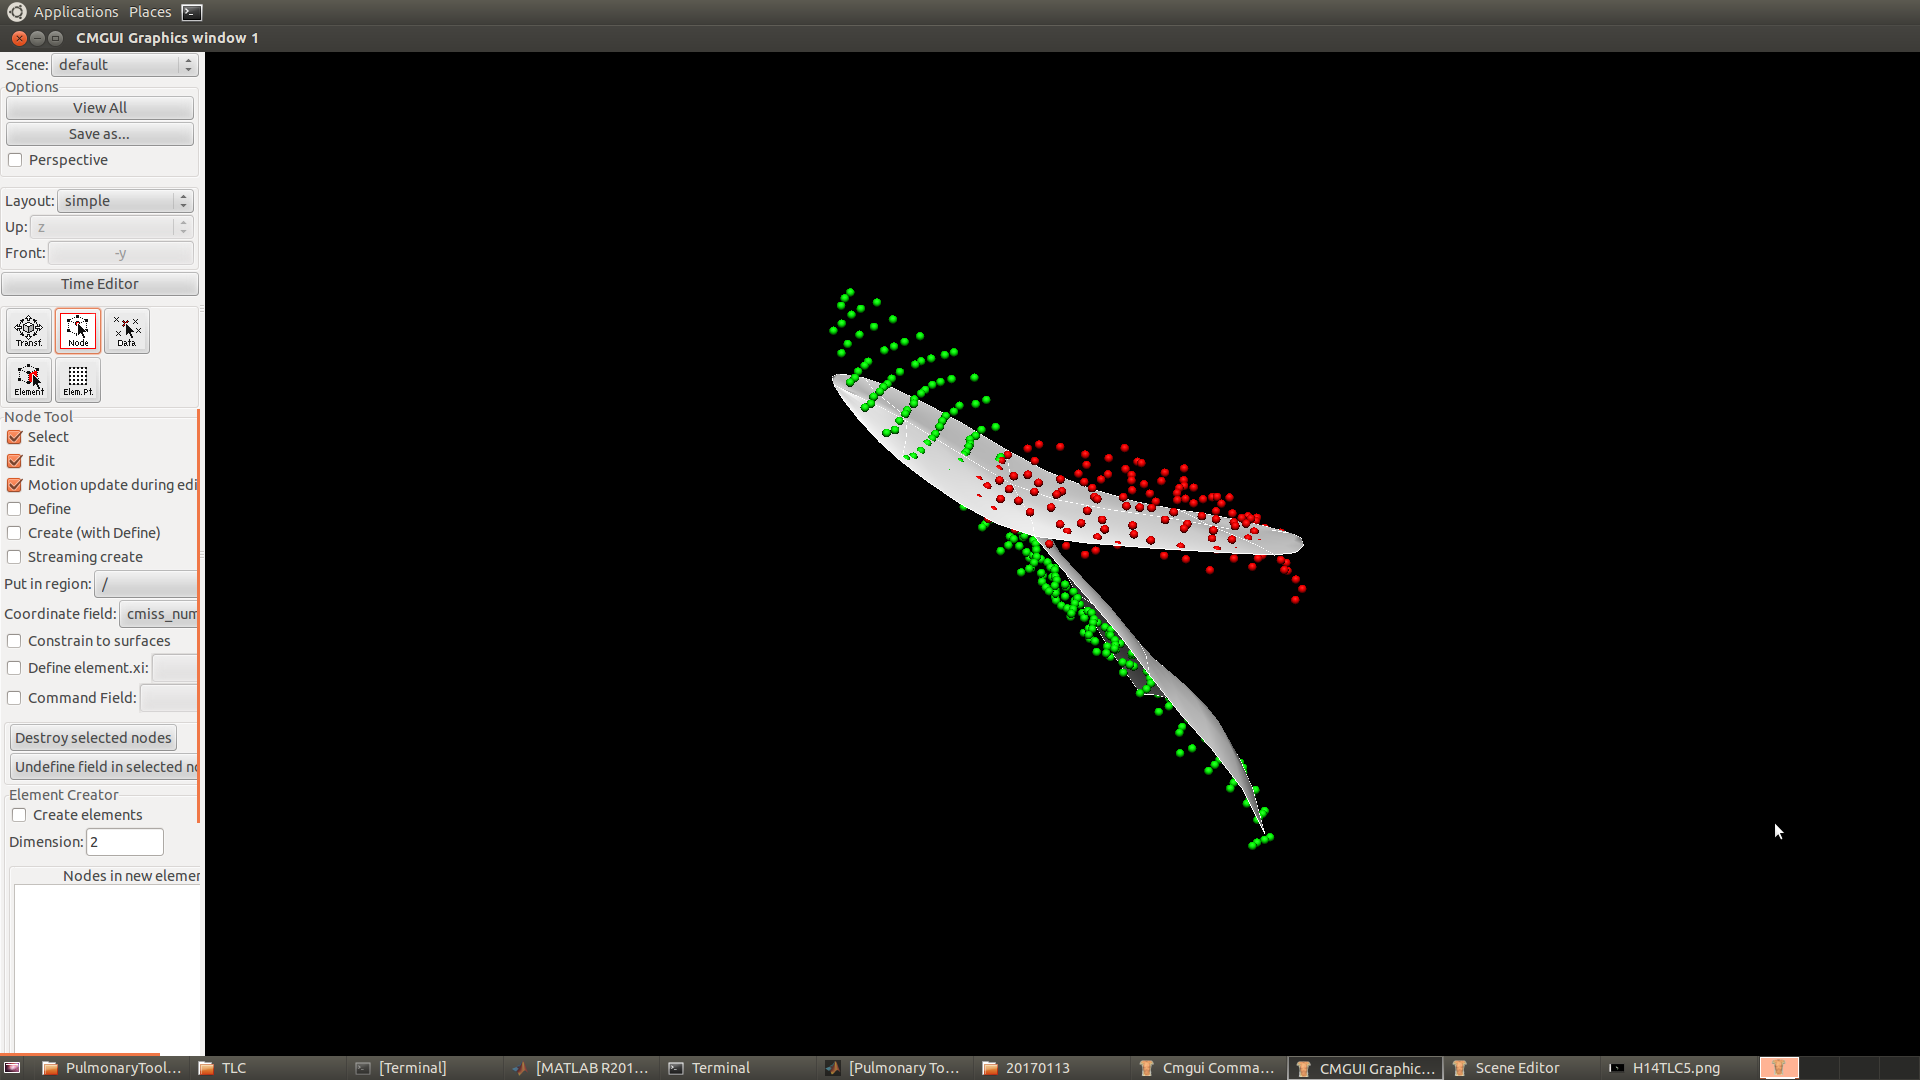 Applications Places
CMGUI Graphics window 1
Scene: default
Options
View All
Save as...
Perspective
Layout: simple
Up: z
Front: -y
Time Editor
Transf. Node Data
Element Elem.Pt.
Node Tool
Select
Edit
Motion update during edi
Define
Create (with Define)
Streaming create
Put in region: /
Coordinate field: cmiss_num
Constrain to surfaces
Define element.xi:
Command Field:
Destroy selected nodes
Undefine field in selected no
Element Creator
Create elements
Dimension: 2
Nodes in new elemen
PulmonaryTool... TLC [Terminal] [MATLAB R201... Terminal [Pulmonary To... 20170113 Cmgui Comma... CMGUI Graphic... Scene Editor H14TLC5.png